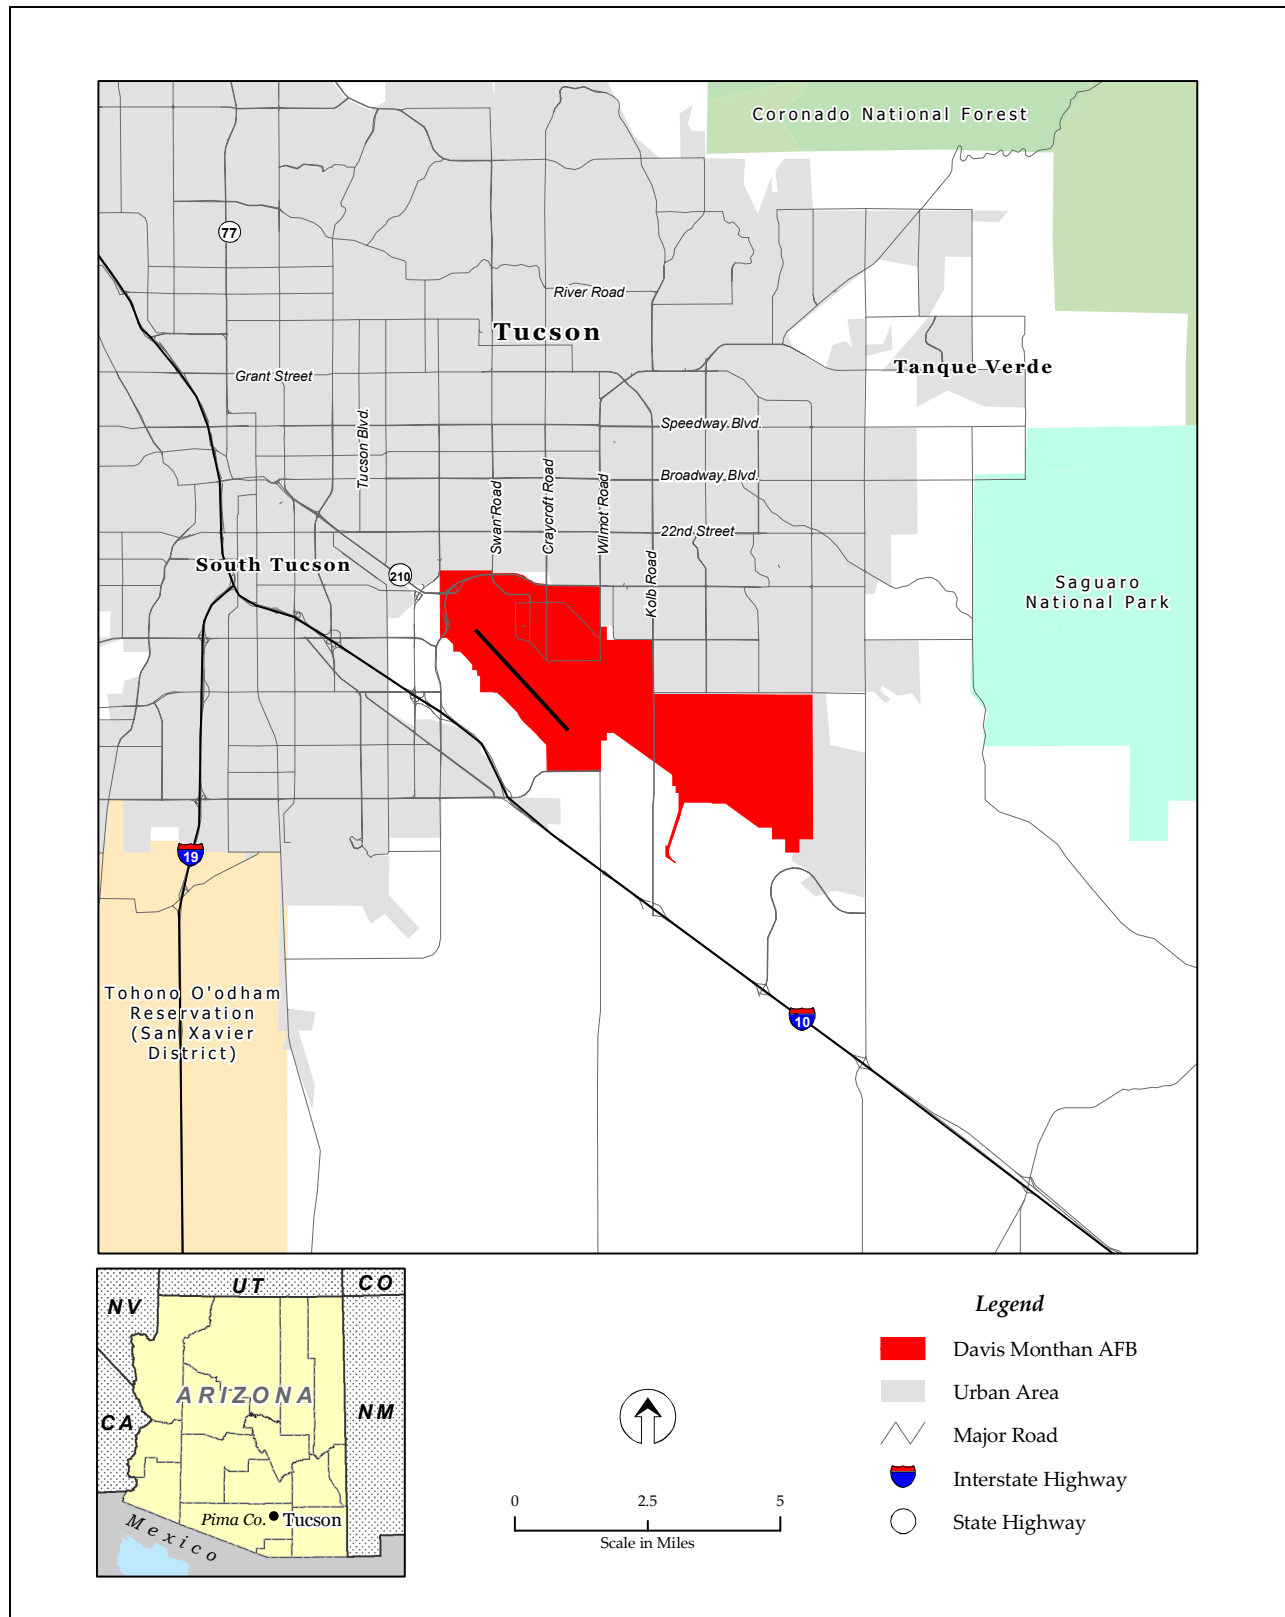 Coronado National Forest
77
River Road
Tucson
Tanque Verde
Grant Street
Tucson Blvd.
Speedway Blvd.
Broadway Blvd.
Swan Road
Craycroft Road
Wilmot Road
22nd Street
South Tucson
210
Kolb Road
Saguaro
National Park
19
Tohono O'odham
Reservation
(San Xavier
District)
10
UT
CO
NV
ARIZONA
CA
NM
Pima Co.
Tucson
Mexico
0
2.5
5
Scale in Miles
Legend
Davis Monthan AFB
Urban Area
Major Road
Interstate Highway
State Highway